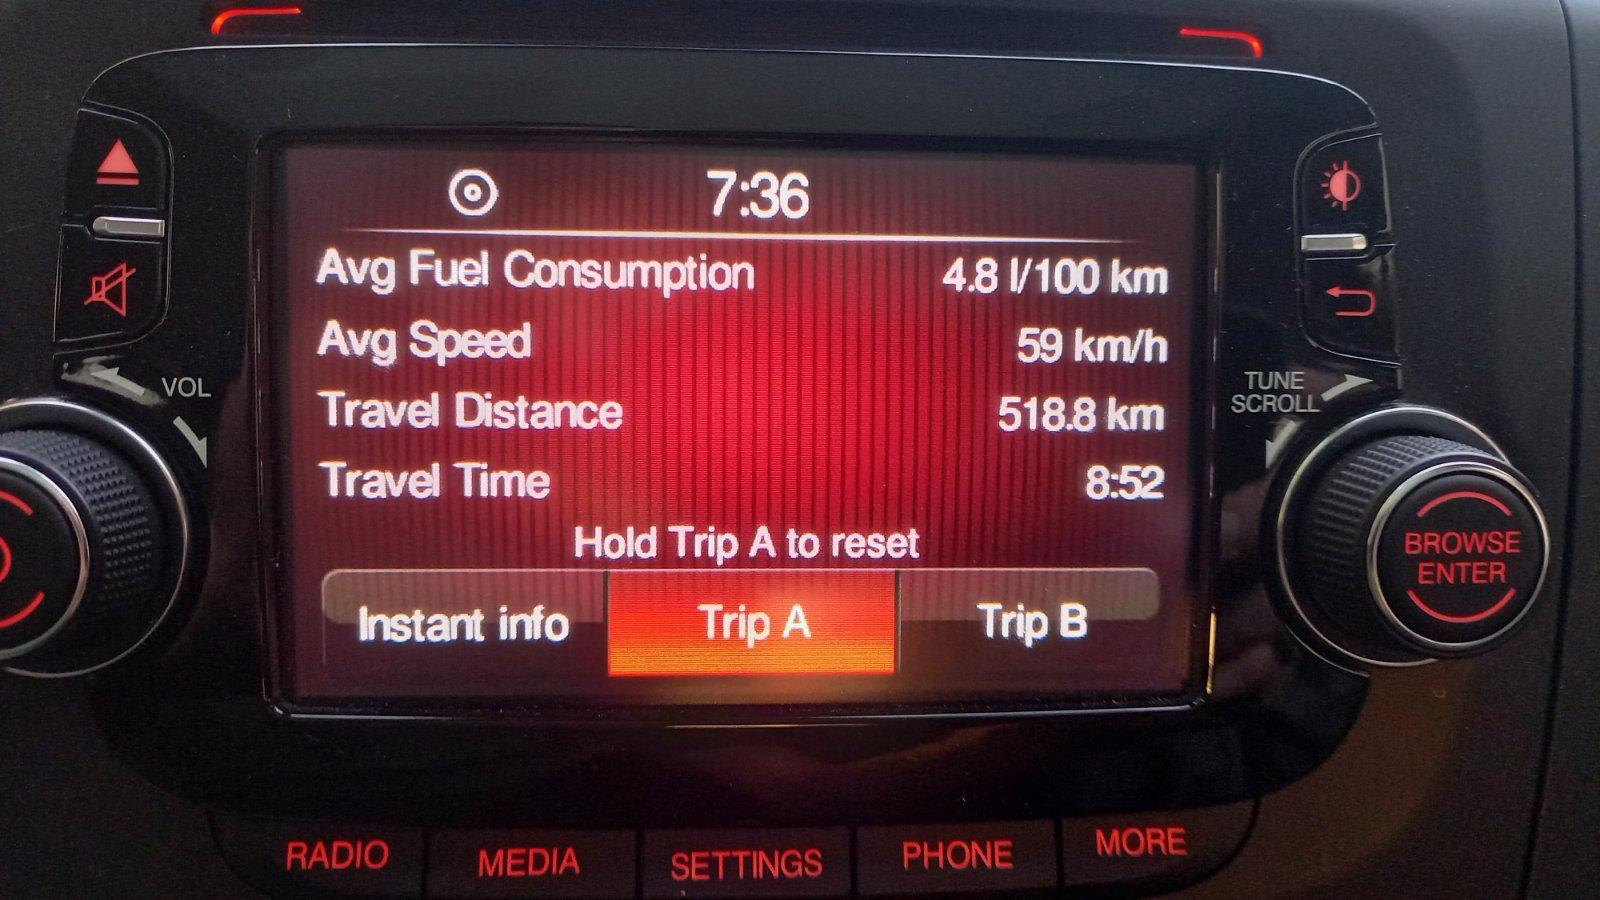 7:36
Avg Fuel Consumption 4.8 l/100 km
Avg Speed 59 km/h
Travel Distance 518.8 km
Travel Time 8:52
Hold Trip A to reset
Instant info Trip A Trip B
VOL
TUNE
SCROLL
BROWSE
ENTER
RADIO MEDIA SETTINGS PHONE MORE